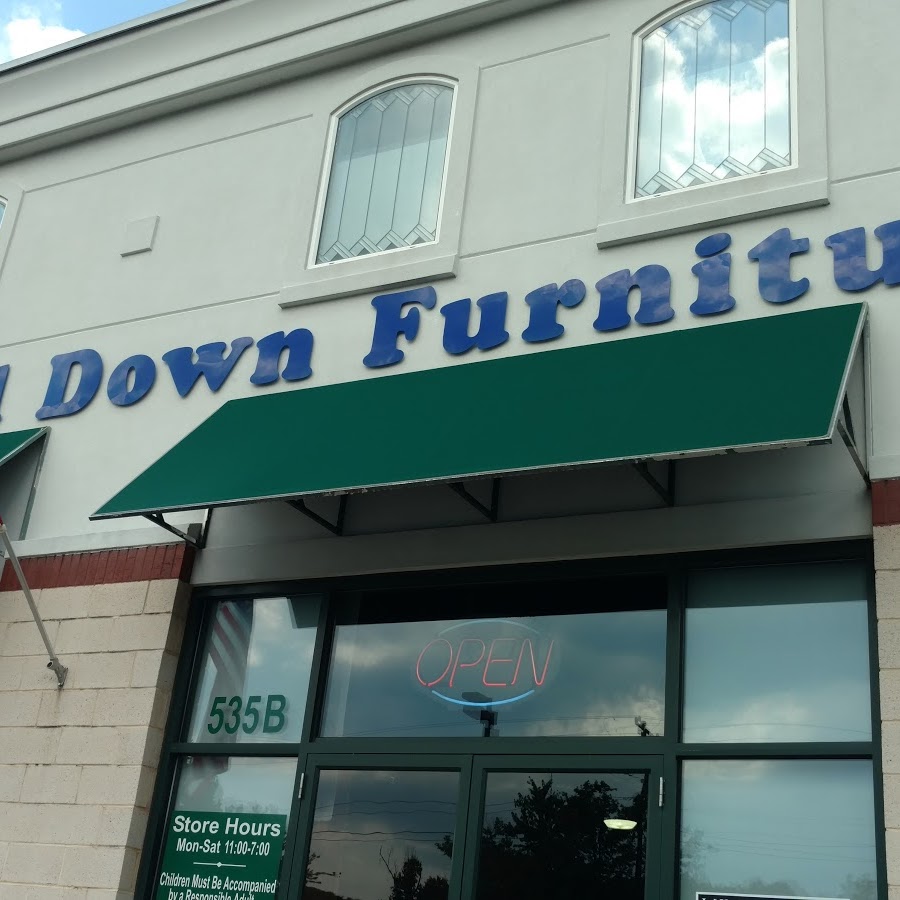 Down Furnitu
OPEN
535B
Store Hours
Mon-Sat 11:00-7:00
Children Must Be Accompanied
by a Responsible Adult